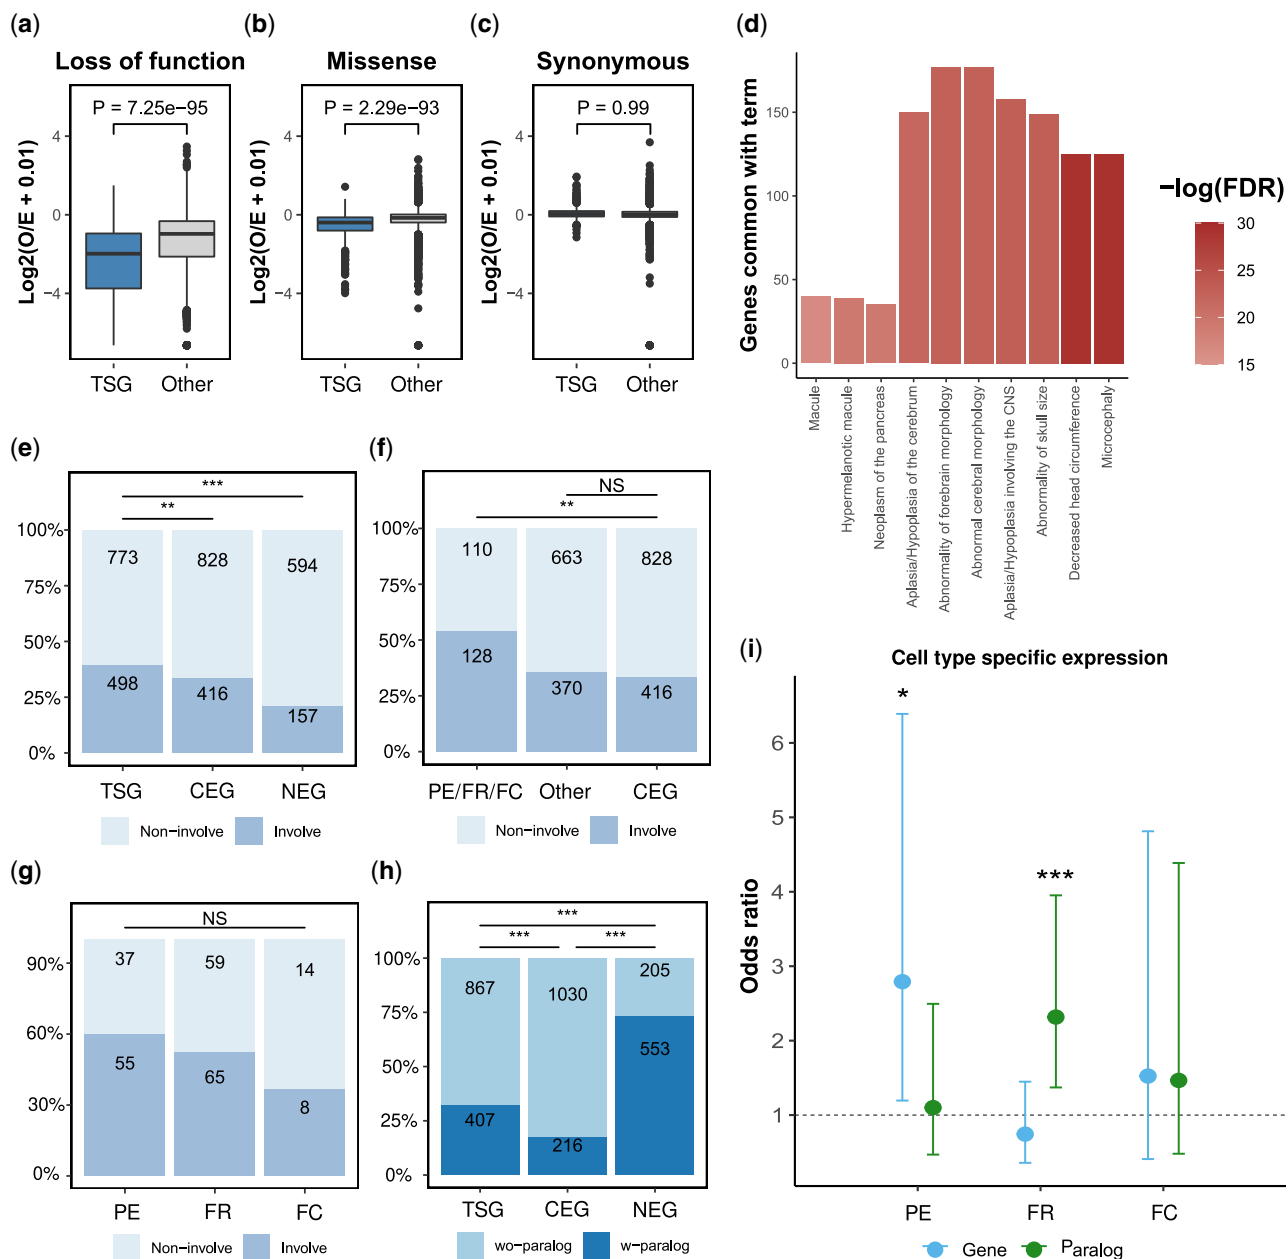 (a)
Loss of function
P = 7.25e−95
Log2(O/E + 0.01)
4
0
−4
TSG
Other
(b)
Missense
P = 2.29e−93
Log2(O/E + 0.01)
4
0
−4
TSG
Other
(c)
Synonymous
P = 0.99
Log2(O/E + 0.01)
4
0
−4
TSG
Other
(d)
Genes common with term
150
100
50
0
Macule
Hypermelanotic macule
Neoplasm of the pancreas
Aplasia/Hypoplasia of the cerebrum
Abnormality of forebrain morphology
Abnormal cerebral morphology
Aplasia/Hypoplasia involving the CNS
Abnormality of skull size
Decreased head circumference
Microcephaly
−log(FDR)
30
25
20
15
(e)
***
**
100%
75%
50%
25%
0%
773
828
594
498
416
157
TSG
CEG
NEG
Non−involve
Involve
(f)
NS
**
100%
75%
50%
25%
0%
110
663
828
128
370
416
PE/FR/FC
Other
CEG
Non−involve
Involve
(g)
NS
90%
60%
30%
0%
37
59
14
55
65
8
PE
FR
FC
Non−involve
Involve
(h)
***
***
***
100%
75%
50%
25%
0%
867
1030
205
407
216
553
TSG
CEG
NEG
wo−paralog
w−paralog
(i)
Cell type specific expression
Odds ratio
6
5
4
3
2
1
*
***
PE
FR
FC
Gene
Paralog